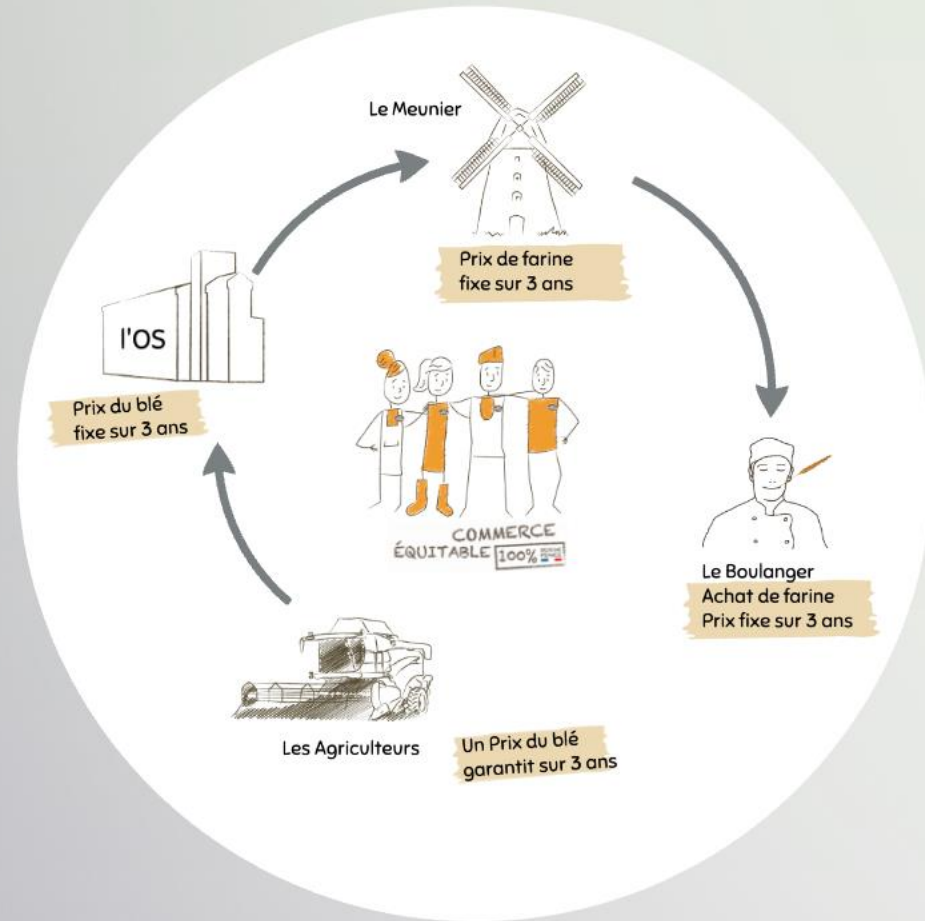 Le Meunier
Prix de farine
fixe sur 3 ans
l'OS
Prix du blé
fixe sur 3 ans
COMMERCE
ÉQUITABLE 100%
Le Boulanger
Achat de farine
Prix fixe sur 3 ans
Les Agriculteurs
Un Prix du blé
garantit sur 3 ans